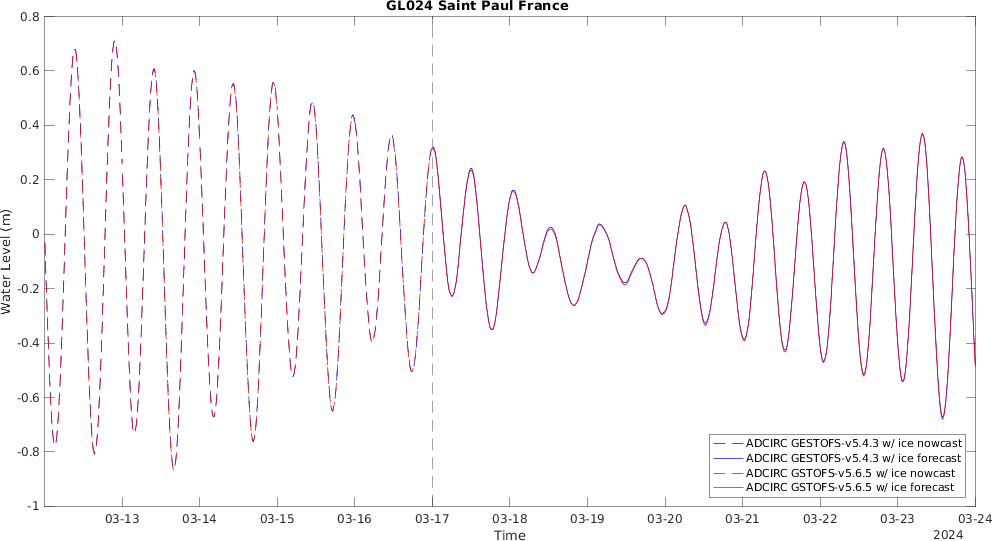 GL024 Saint Paul France
0.8
0.6
0.4
0.2
0
-0.2
-0.4
-0.6
-0.8
-1
Water Level (m)
ADCIRC GESTOFS-v5.4.3 w/ ice nowcast
ADCIRC GESTOFS-v5.4.3 w/ ice forecast
ADCIRC GSTOFS-v5.6.5 w/ ice nowcast
ADCIRC GSTOFS-v5.6.5 w/ ice forecast
03-13 03-14 03-15 03-16 03-17 03-18 03-19 03-20 03-21 03-22 03-23 03-24
Time
2024